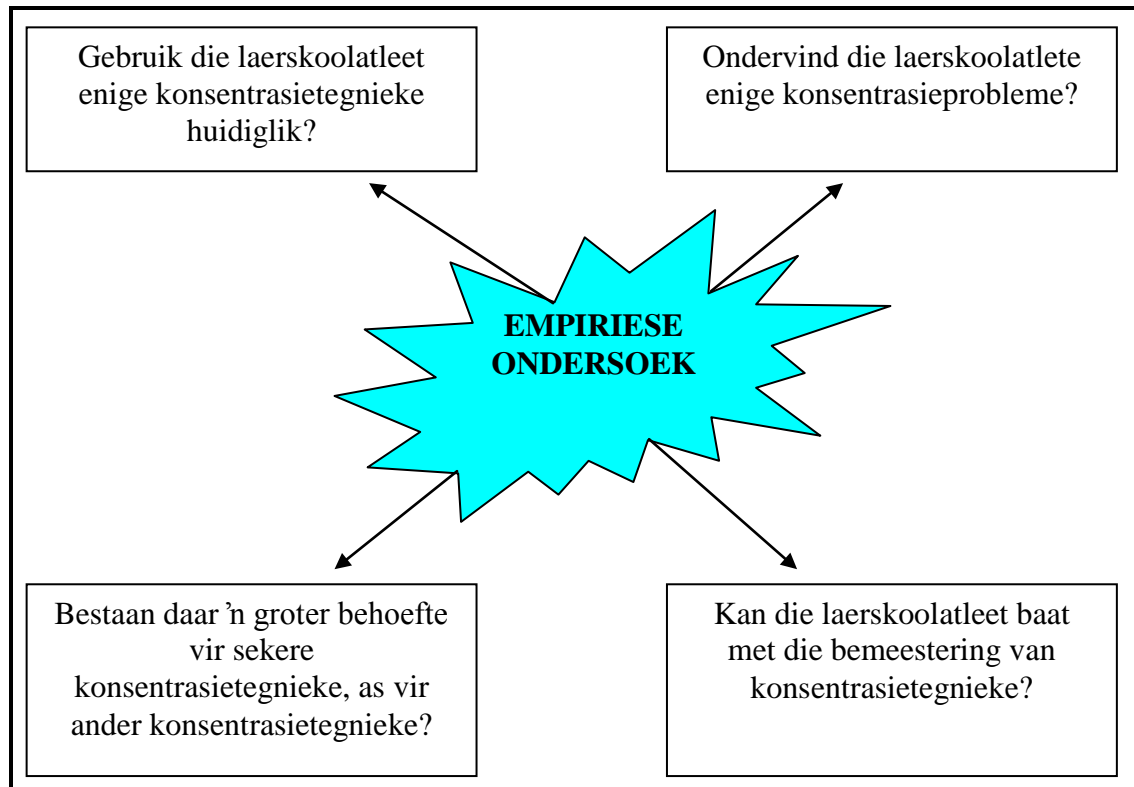 Gebruik die laerskoolatleet
enige konsentrasietegnieke
huidiglik?
Ondervind die laerskoolatlete
enige konsentrasieprobleme?
EMPIRIESE
ONDERSOEK
Bestaan daar ’n groter behoefte
vir sekere
konsentrasietegnieke, as vir
ander konsentrasietegnieke?
Kan die laerskoolatleet baat
met die bemeestering van
konsentrasietegnieke?